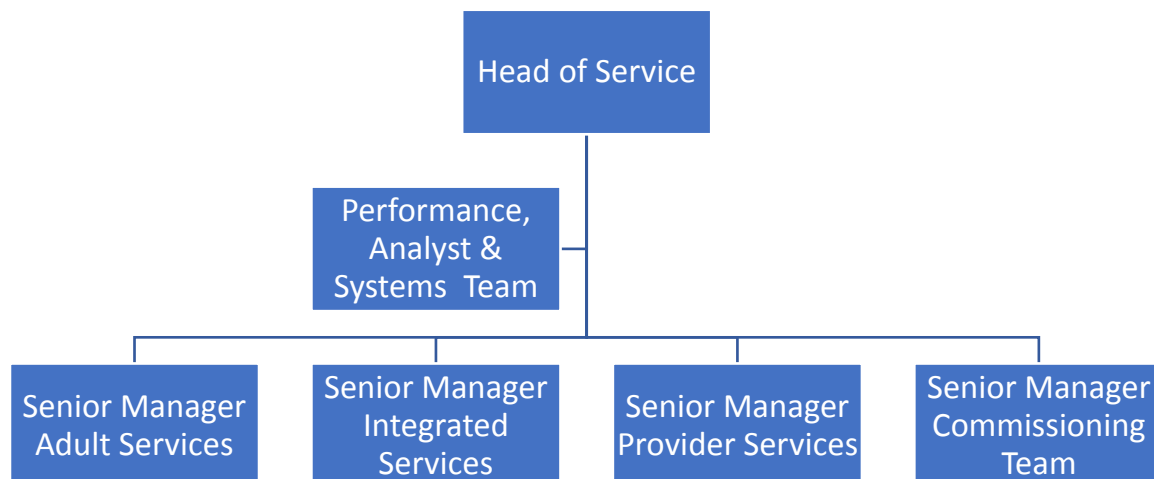 Head of Service
Performance,
Analyst &
Systems  Team
Senior Manager
Adult Services
Senior Manager
Integrated
Services
Senior Manager
Provider Services
Senior Manager
Commissioning
Team